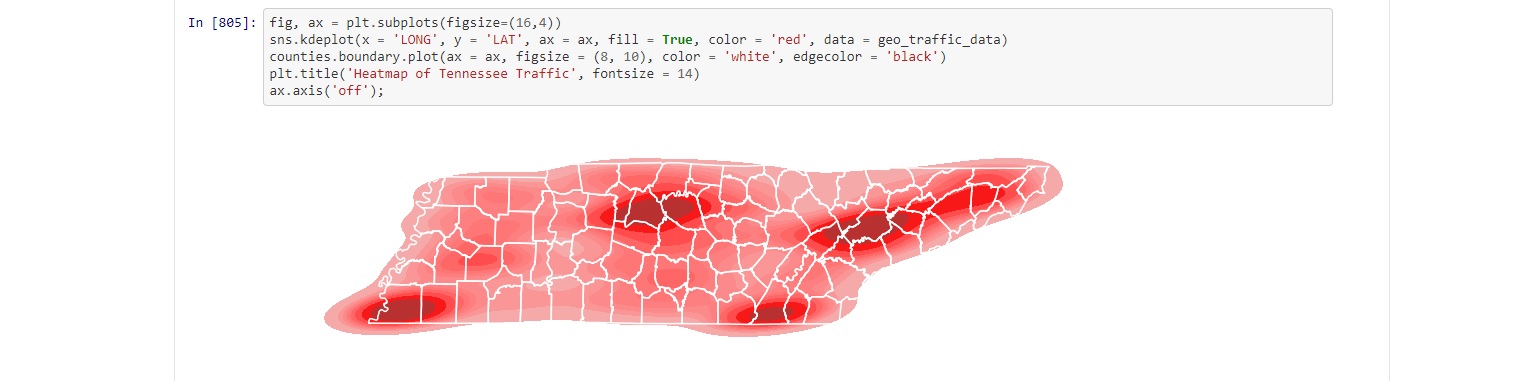 In [805]: fig, ax = plt.subplots(figsize=(16,4))
sns.kdeplot(x = 'LONG', y = 'LAT', ax = ax, fill = True, color = 'red', data = geo_traffic_data)
counties.boundary.plot(ax = ax, figsize = (8, 10), color = 'white', edgecolor = 'black')
plt.title('Heatmap of Tennessee Traffic', fontsize = 14)
ax.axis('off');